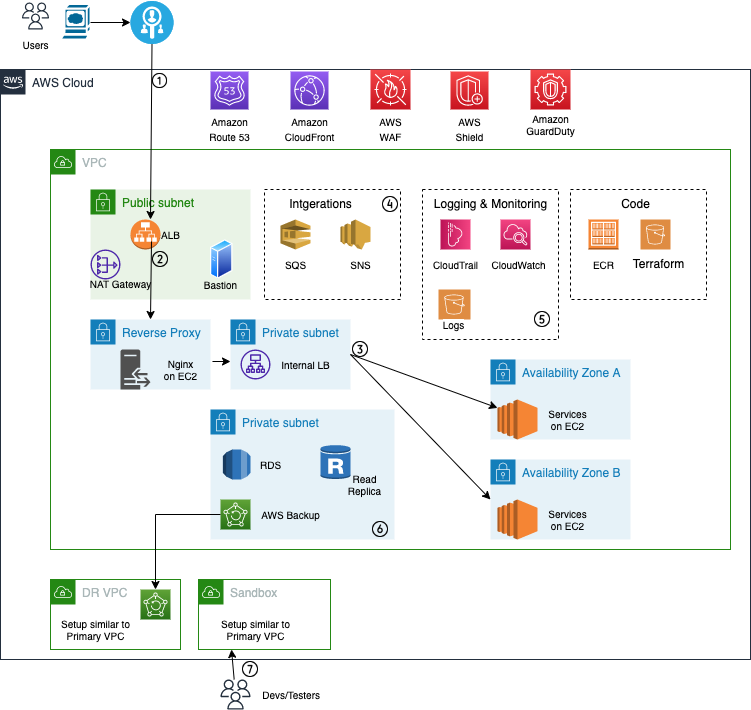 Users
1
aws
AWS Cloud
53
Amazon
Route 53
Amazon
CloudFront
AWS
WAF
AWS
Shield
Amazon
GuardDuty
VPC
Public subnet
ALB
2
NAT Gateway
Bastion
Intgerations
4
SQS
SNS
Logging & Monitoring
CloudTrail
CloudWatch
Logs
5
Code
ECR
Terraform
Reverse Proxy
Nginx
on EC2
Private subnet
Internal LB
3
Availability Zone A
Services
on EC2
Private subnet
RDS
R
Read
Replica
AWS Backup
6
Availability Zone B
Services
on EC2
DR VPC
Setup similar to
Primary VPC
Sandbox
Setup similar to
Primary VPC
7
Devs/Testers